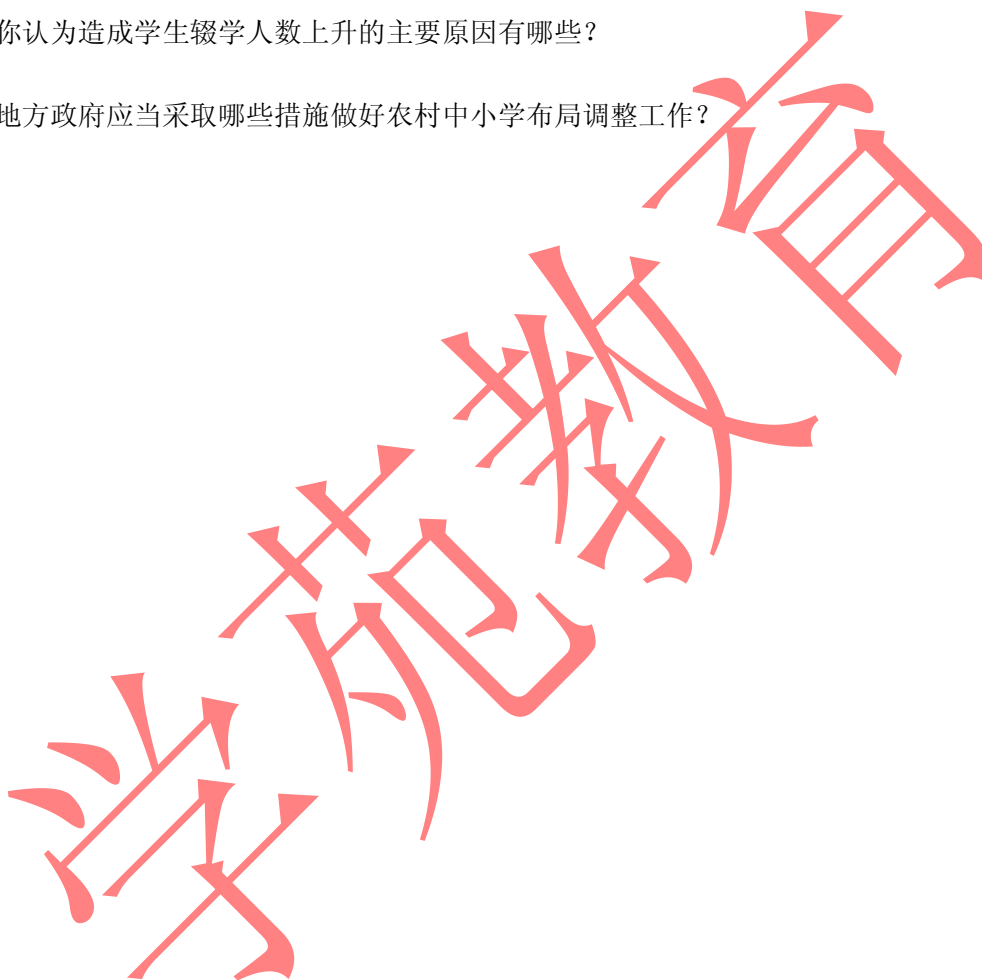 你认为造成学生辍学人数上升的主要原因有哪些？
地方政府应当采取哪些措施做好农村中小学布局调整工作？
学苑教育